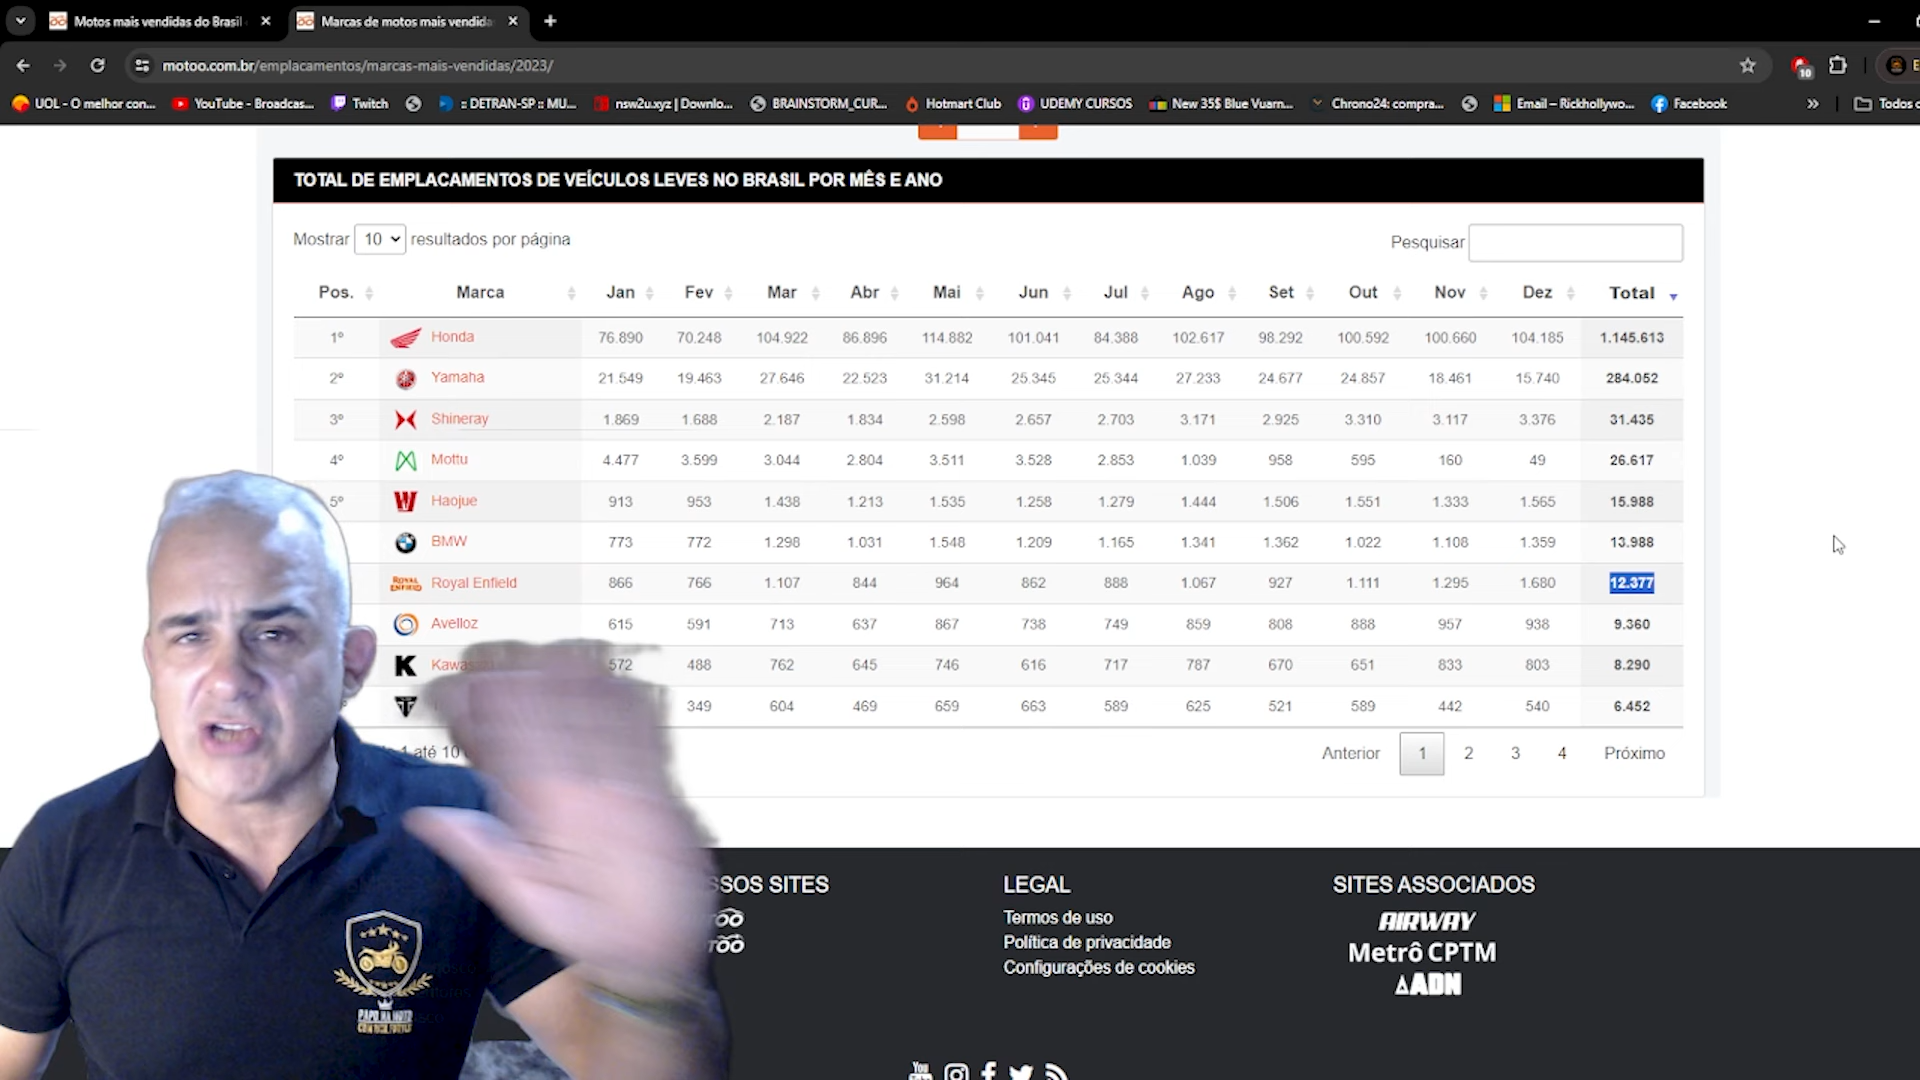 Motos mais vendidas do Brasil
Marcas de motos mais vendida
motoo.com.br/emplacamentos/marcas-mais-vendidas/2023/
10
UOL - O melhor con...
YouTube - Broadcas...
Twitch
:: DETRAN-SP :: MU...
nsw2u.xyz | Downlo...
BRAINSTORM_CUR...
Hotmart Club
UDEMY CURSOS
New 35$ Blue Vuarn...
Chrono24: compra...
Email – Rickhollywo...
Facebook
»
Todos
TOTAL DE EMPLACAMENTOS DE VEÍCULOS LEVES NO BRASIL POR MÊS E ANO
Mostrar 10 resultados por página
Pesquisar
Pos. Marca Jan Fev Mar Abr Mai Jun Jul Ago Set Out Nov Dez Total
1º Honda 76.890 70.248 104.922 86.896 114.882 101.041 84.388 102.617 98.292 100.592 100.660 104.185 1.145.613
2º Yamaha 21.549 19.463 27.646 22.523 31.214 25.345 25.344 27.233 24.677 24.857 18.461 15.740 284.052
3º Shineray 1.869 1.688 2.187 1.834 2.598 2.657 2.703 3.171 2.925 3.310 3.117 3.376 31.435
4º Mottu 4.477 3.599 3.044 2.804 3.511 3.528 2.853 1.039 958 595 160 49 26.617
5º Haojue 913 953 1.438 1.213 1.535 1.258 1.279 1.444 1.506 1.551 1.333 1.565 15.988
BMW 773 772 1.298 1.031 1.548 1.209 1.165 1.341 1.362 1.022 1.108 1.359 13.988
ROYAL ENFIELD Royal Enfield 866 766 1.107 844 964 862 888 1.067 927 1.111 1.295 1.680 12.377
Avelloz 615 591 713 637 867 738 749 859 808 888 957 938 9.360
K Kawas 572 488 762 645 746 616 717 787 670 651 833 803 8.290
349 604 469 659 663 589 625 521 589 442 540 6.452
1 até 10
Anterior 1 2 3 4 Próximo
SSOS SITES
LEGAL
Termos de uso
Política de privacidade
Configurações de cookies
SITES ASSOCIADOS
AIRWAY
Metrô CPTM
ADN
PAPO NA MOTO
You